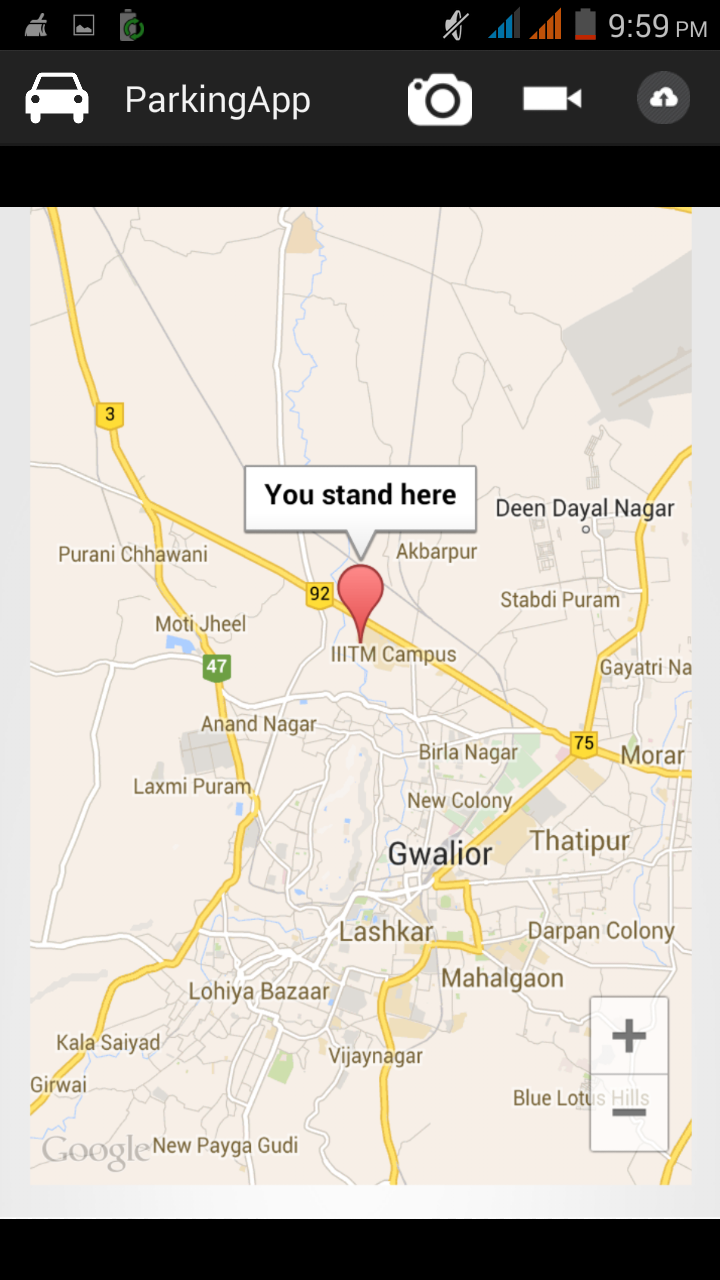 9:59 PM
ParkingApp
3
You stand here
Deen Dayal Nagar
Purani Chhawani
Akbarpur
92
Stabdi Puram
Moti Jheel
IIITM Campus
47
Gayatri Na
Anand Nagar
75
Birla Nagar
Morar
Laxmi Puram
New Colony
Thatipur
Gwalior
Lashkar
Darpan Colony
Mahalgaon
Lohiya Bazaar
Kala Saiyad
Vijaynagar
Girwai
Blue Lotus Hills
Google
New Payga Gudi